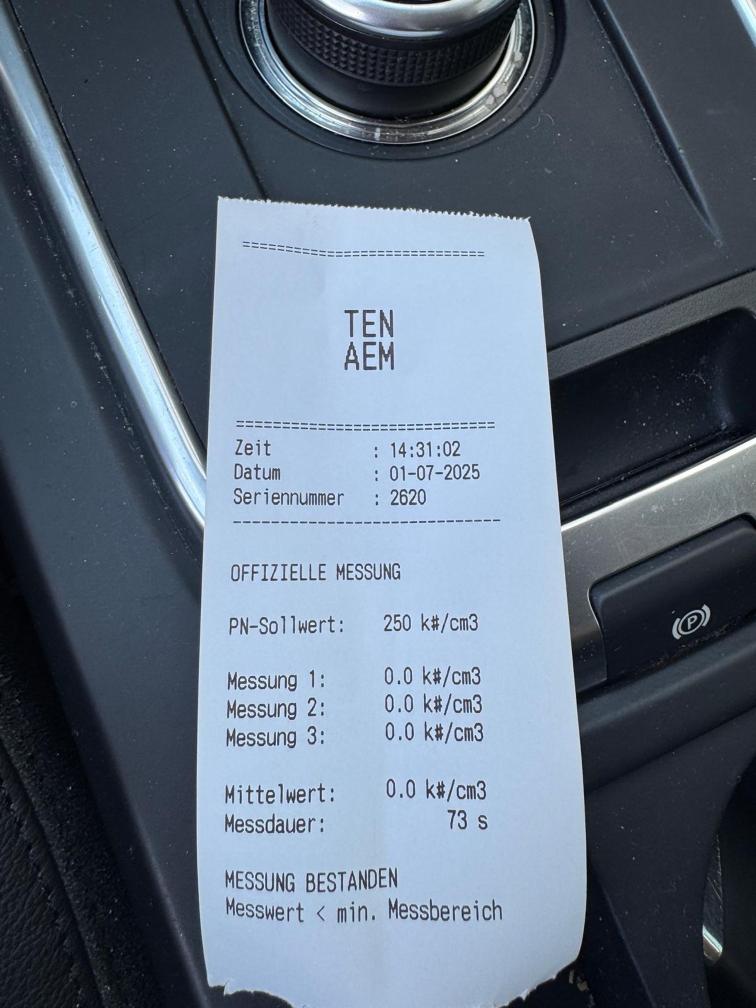 ================================
TEN
AEM
==================================
Zeit : 14:31:02
Datum : 01-07-2025
Seriennummer : 2620
-----------------------------------
OFFIZIELLE MESSUNG
PN-Sollwert: 250 k#/cm3
Messung 1: 0.0 k#/cm3
Messung 2: 0.0 k#/cm3
Messung 3: 0.0 k#/cm3
Mittelwert: 0.0 k#/cm3
Messdauer: 73 s
MESSUNG BESTANDEN
Messwert < min. Messbereich
(P)